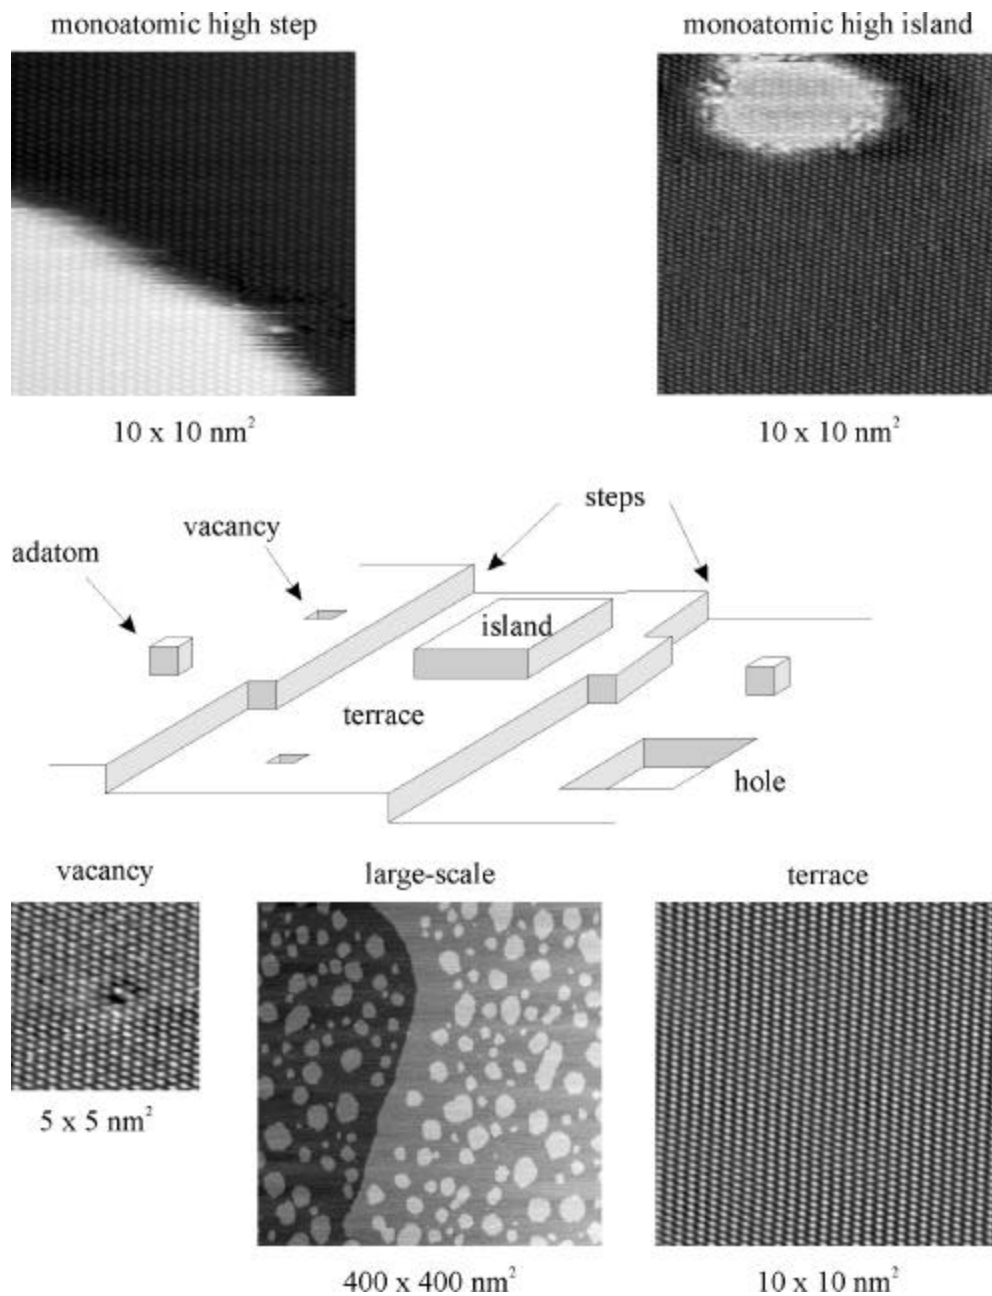 monoatomic high step
monoatomic high island
10 x 10 nm²
10 x 10 nm²
steps
vacancy
adatom
island
terrace
hole
vacancy
large-scale
terrace
5 x 5 nm²
400 x 400 nm²
10 x 10 nm²